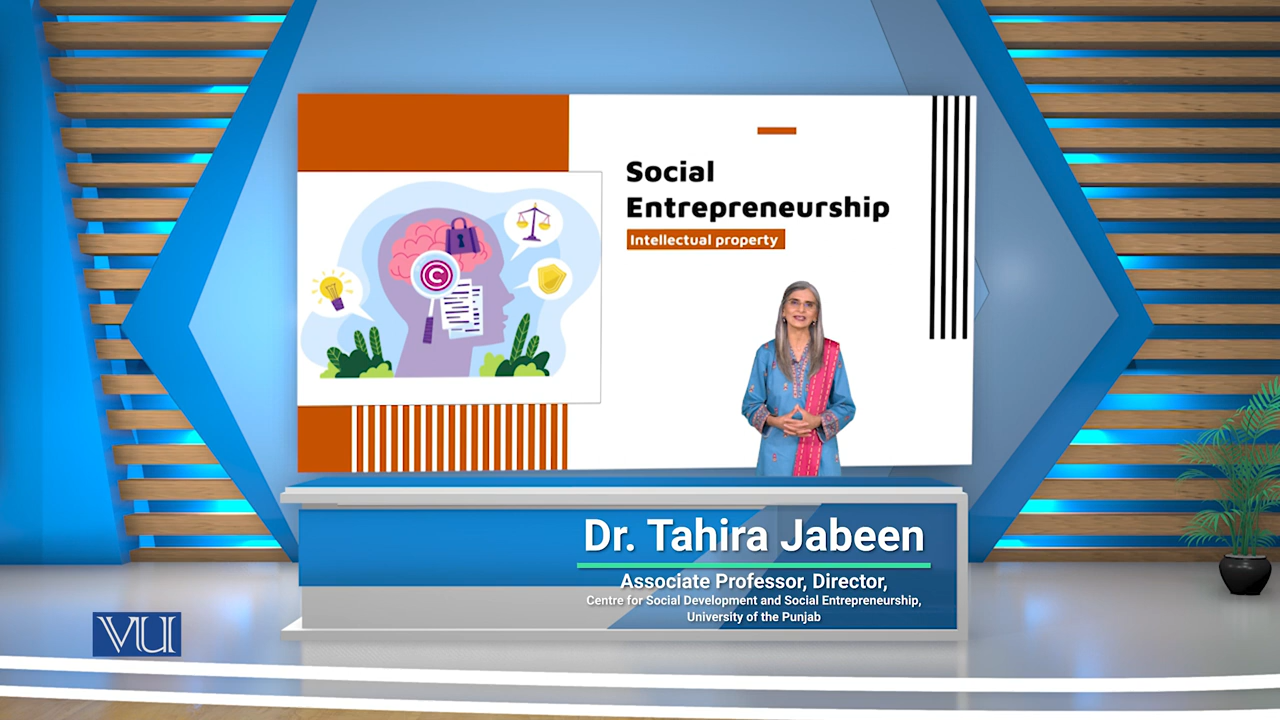 Social
Entrepreneurship
Intellectual property
C
Dr. Tahira Jabeen
Associate Professor, Director,
Centre for Social Development and Social Entrepreneurship,
University of the Punjab
VU